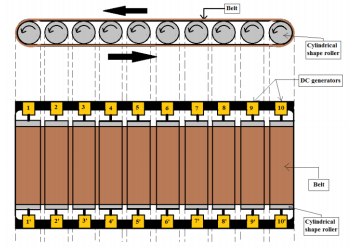 Belt
Cylindrical
shape roller
DC generators
1 2 3 4 5 6 7 8 9 10
Belt
Cylindrical
shape roller
1' 2' 3' 4' 5' 6' 7' 8' 9' 10'